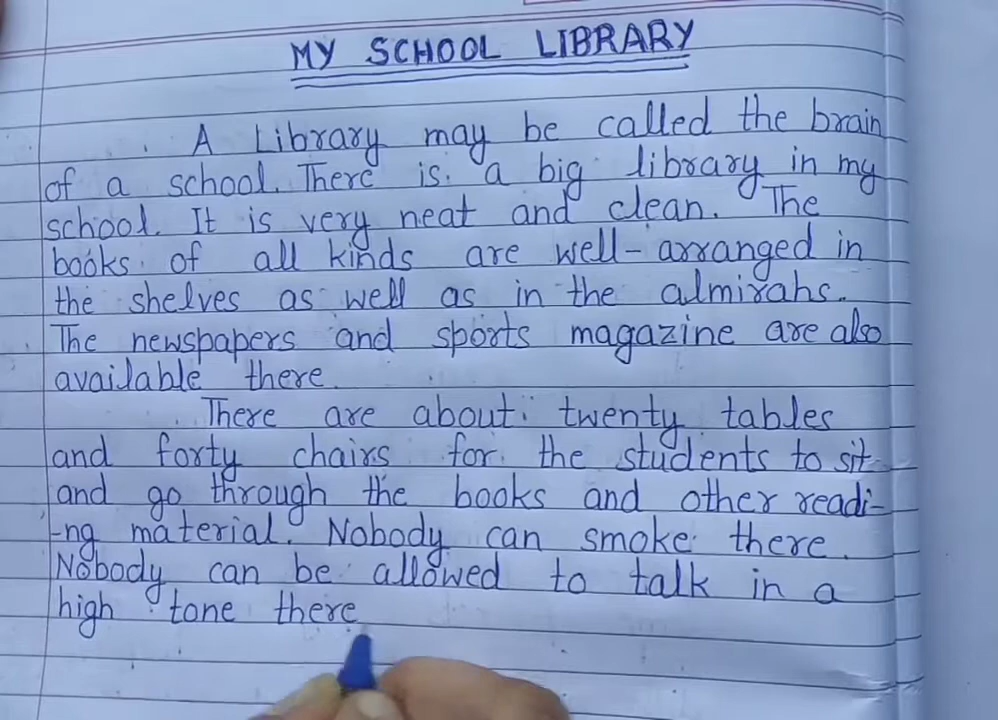 MY SCHOOL LIBRARY
A Library may be called the brain
of a school. There is a big library in my
school. It is very neat and clean. The
books of all kinds are well-arranged in
the shelves as well as in the almirahs.
The newspapers and sports magazine are also
available there.
There are about twenty tables
and forty chairs for the students to sit
and go through the books and other readi-
-ng material. Nobody can smoke there.
Nobody can be allowed to talk in a
high tone there